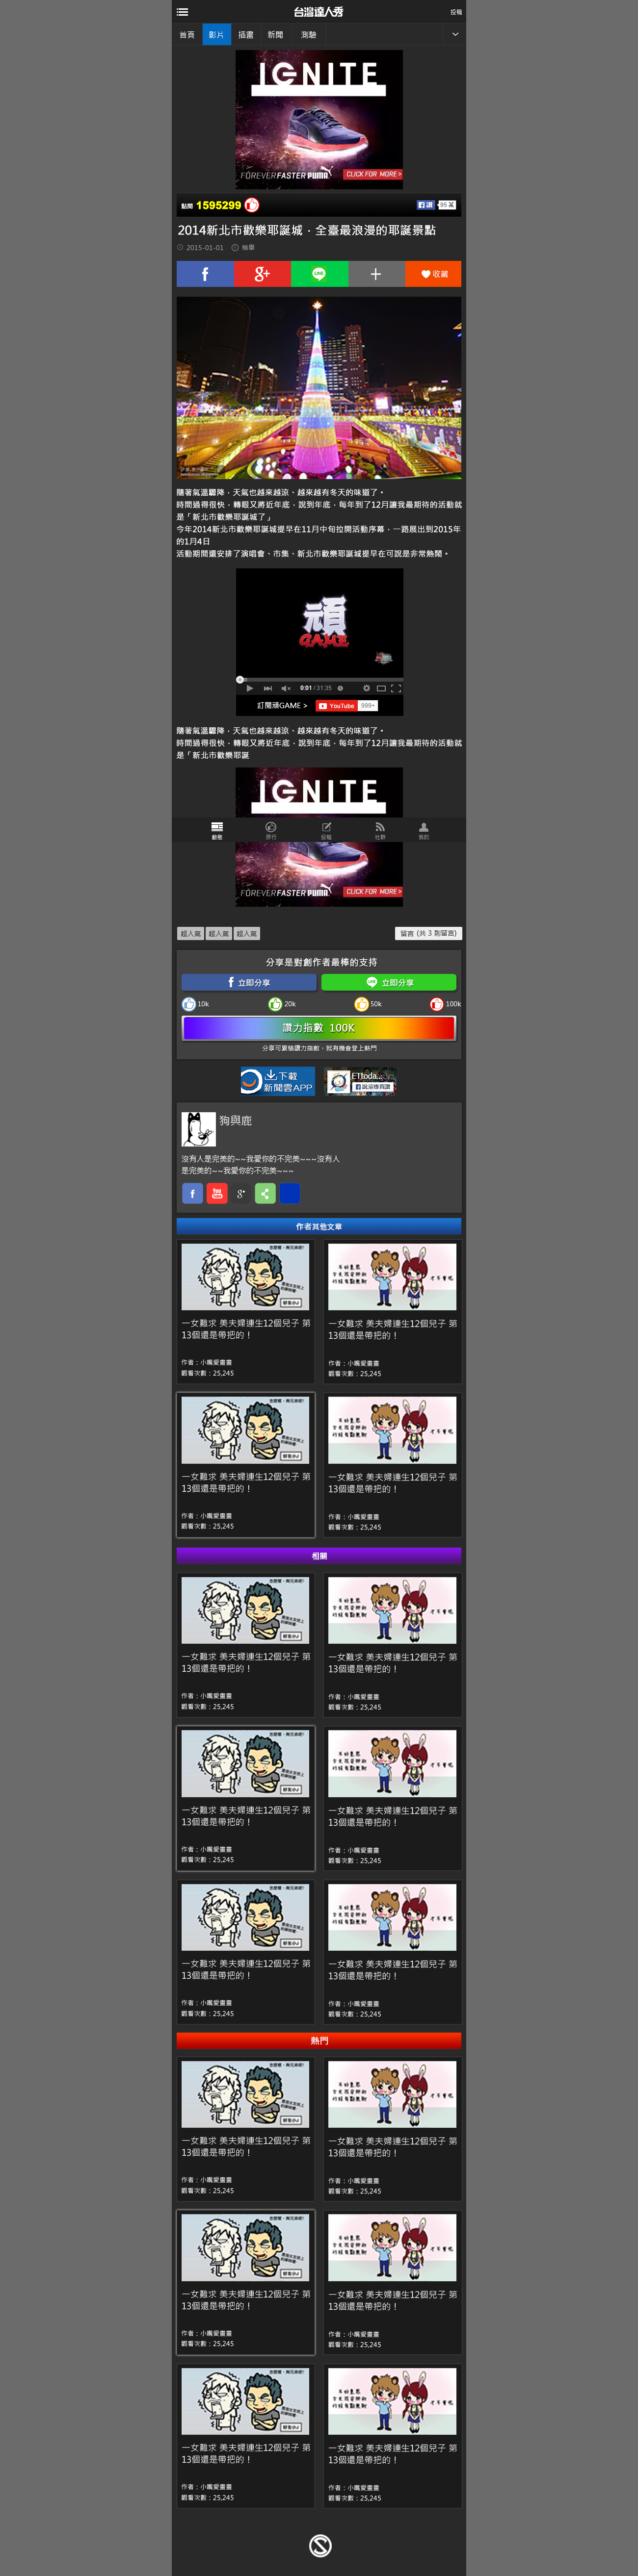 台灣達人秀
投稿
首頁 影片 插畫 新聞 測驗
IGNITE
FOREVER FASTER PUMA CLICK FOR MORE >
點閱 1595299 讚 95 萬
2014新北市歡樂耶誕城，全臺最浪漫的耶誕景點
2015-01-01 檢舉
g+ LINE + 收藏
隨著氣溫驟降，天氣也越來越涼、越來越有冬天的味道了。
時間過得很快，轉眼又將近年底，說到年底，每年到了12月讓我最期待的活動就
是「新北市歡樂耶誕城了」
今年2014新北市歡樂耶誕城提早在11月中旬拉開活動序幕，一路展出到2015年
的1月4日
活動期間還安排了演唱會、市集、新北市歡樂耶誕城提早在可說是非常熱鬧。
頑
GAME
0:01 / 31:35
訂閱頑GAME > YouTube 999+
隨著氣溫驟降，天氣也越來越涼、越來越有冬天的味道了。
時間過得很快，轉眼又將近年底，說到年底，每年到了12月讓我最期待的活動就
是「新北市歡樂耶誕
IGNITE
動態 排行 投稿 社群 我的
FOREVER FASTER PUMA CLICK FOR MORE >
超人氣 超人氣 超人氣 留言 (共 3 則留言)
分享是對創作者最棒的支持
立即分享 立即分享
10k 20k 50k 100k
讚力指數 100K
分享可累積讚力指數，就有機會登上熱門
下載
新聞雲APP
ETtoda...
說這專頁讚
狗與鹿
沒有人是完美的~~我愛你的不完美~~~沒有人
是完美的~~我愛你的不完美~~~
You g+
作者其他文章
一女難求 美夫婦連生12個兒子 第
13個還是帶把的！
作者：小嘴愛畫畫
觀看次數：25,245
一女難求 美夫婦連生12個兒子 第
13個還是帶把的！
作者：小嘴愛畫畫
觀看次數：25,245
一女難求 美夫婦連生12個兒子 第
13個還是帶把的！
作者：小嘴愛畫畫
觀看次數：25,245
一女難求 美夫婦連生12個兒子 第
13個還是帶把的！
作者：小嘴愛畫畫
觀看次數：25,245
相關
一女難求 美夫婦連生12個兒子 第
13個還是帶把的！
作者：小嘴愛畫畫
觀看次數：25,245
一女難求 美夫婦連生12個兒子 第
13個還是帶把的！
作者：小嘴愛畫畫
觀看次數：25,245
一女難求 美夫婦連生12個兒子 第
13個還是帶把的！
作者：小嘴愛畫畫
觀看次數：25,245
一女難求 美夫婦連生12個兒子 第
13個還是帶把的！
作者：小嘴愛畫畫
觀看次數：25,245
一女難求 美夫婦連生12個兒子 第
13個還是帶把的！
作者：小嘴愛畫畫
觀看次數：25,245
一女難求 美夫婦連生12個兒子 第
13個還是帶把的！
作者：小嘴愛畫畫
觀看次數：25,245
熱門
一女難求 美夫婦連生12個兒子 第
13個還是帶把的！
作者：小嘴愛畫畫
觀看次數：25,245
一女難求 美夫婦連生12個兒子 第
13個還是帶把的！
作者：小嘴愛畫畫
觀看次數：25,245
一女難求 美夫婦連生12個兒子 第
13個還是帶把的！
作者：小嘴愛畫畫
觀看次數：25,245
一女難求 美夫婦連生12個兒子 第
13個還是帶把的！
作者：小嘴愛畫畫
觀看次數：25,245
一女難求 美夫婦連生12個兒子 第
13個還是帶把的！
作者：小嘴愛畫畫
觀看次數：25,245
一女難求 美夫婦連生12個兒子 第
13個還是帶把的！
作者：小嘴愛畫畫
觀看次數：25,245